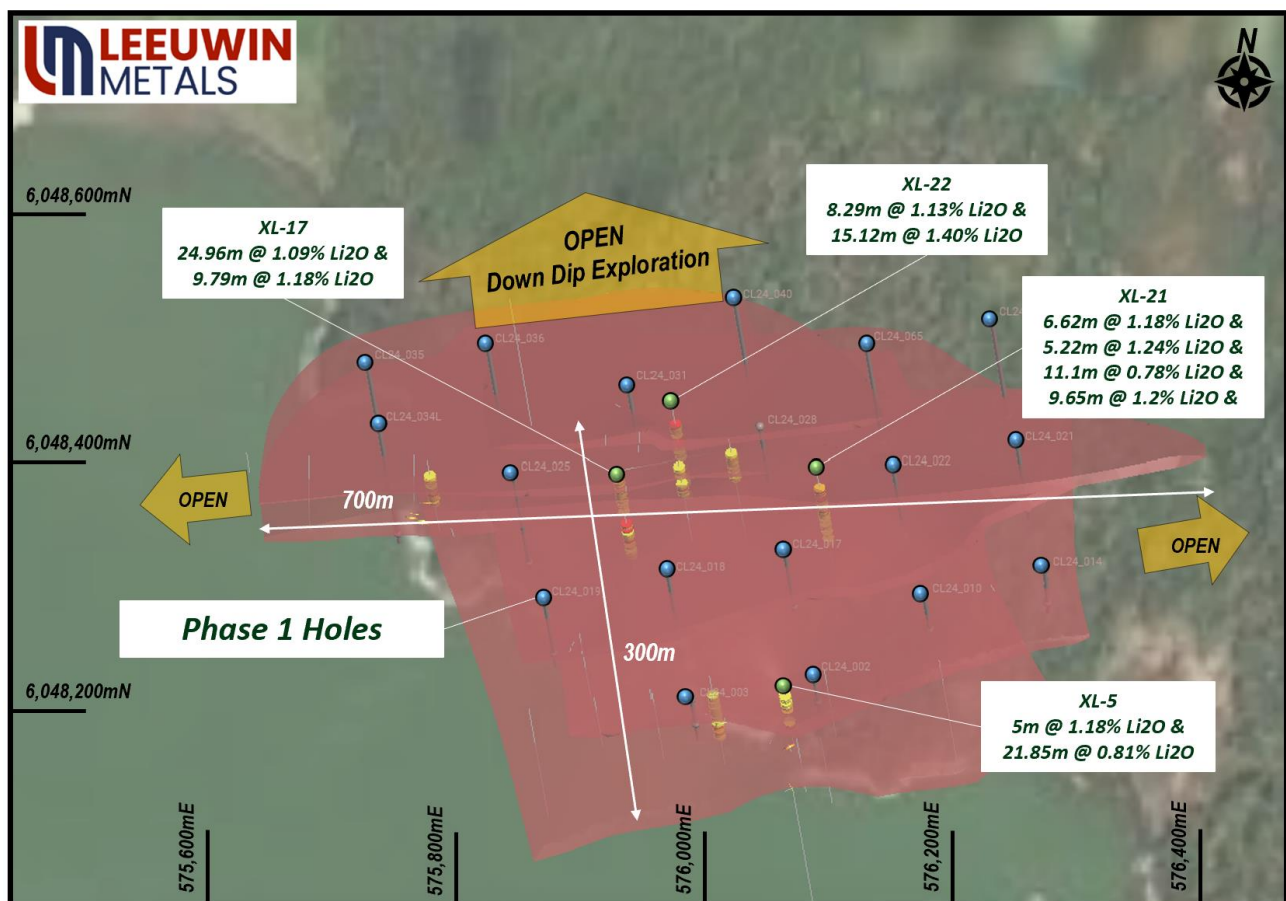 LEEUWIN
METALS
N
6,048,600mN
XL-22
8.29m @ 1.13% Li2O &
15.12m @ 1.40% Li2O
XL-17
24.96m @ 1.09% Li2O &
9.79m @ 1.18% Li2O
OPEN
Down Dip Exploration
XL-21
6.62m @ 1.18% Li2O &
5.22m @ 1.24% Li2O &
11.1m @ 0.78% Li2O &
9.65m @ 1.2% Li2O &
CL24_040
CL24_036
CL24_065
CL24_035
CL24_031
CL24_034L
CL24_028
CL24_021
6,048,400mN
CL24_025
CL24_022
OPEN
700m
OPEN
CL24_017
CL24_018
CL24_014
CL24_019
CL24_010
Phase 1 Holes
300m
CL24_002
6,048,200mN
CL24_003
XL-5
5m @ 1.18% Li2O &
21.85m @ 0.81% Li2O
575,600mE
575,800mE
576,000mE
576,200mE
576,400mE